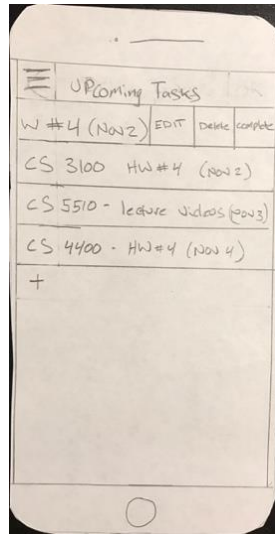 UPcoming Tasks
W #4 (Nov 2) EDIT Delete complete
CS 3100 HW #4 (Nov 2)
CS 5510 - lecture videos (Nov 3)
CS 4400 - HW #4 (Nov 4)
+